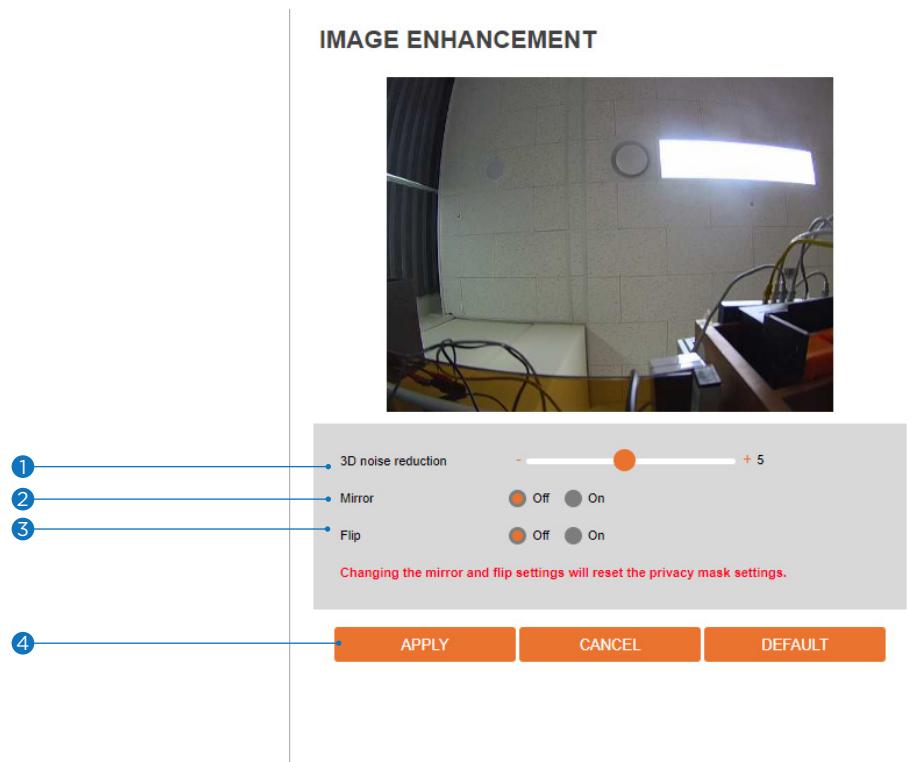 IMAGE ENHANCEMENT
1 3D noise reduction - + 5
2 Mirror Off On
3 Flip Off On
Changing the mirror and flip settings will reset the privacy mask settings.
4 APPLY CANCEL DEFAULT